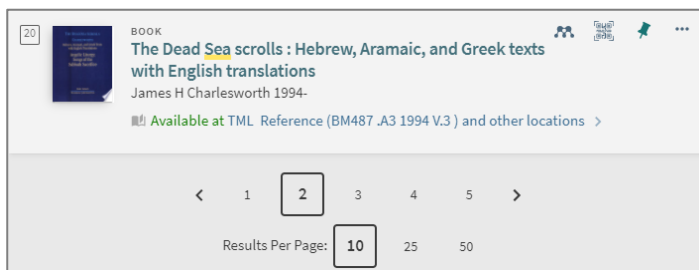 20
BOOK
The Dead Sea scrolls : Hebrew, Aramaic, and Greek texts
with English translations
James H Charlesworth 1994-
Available at TML Reference (BM487 .A3 1994 V.3 ) and other locations >
< 1 2 3 4 5 >
Results Per Page: 10 25 50